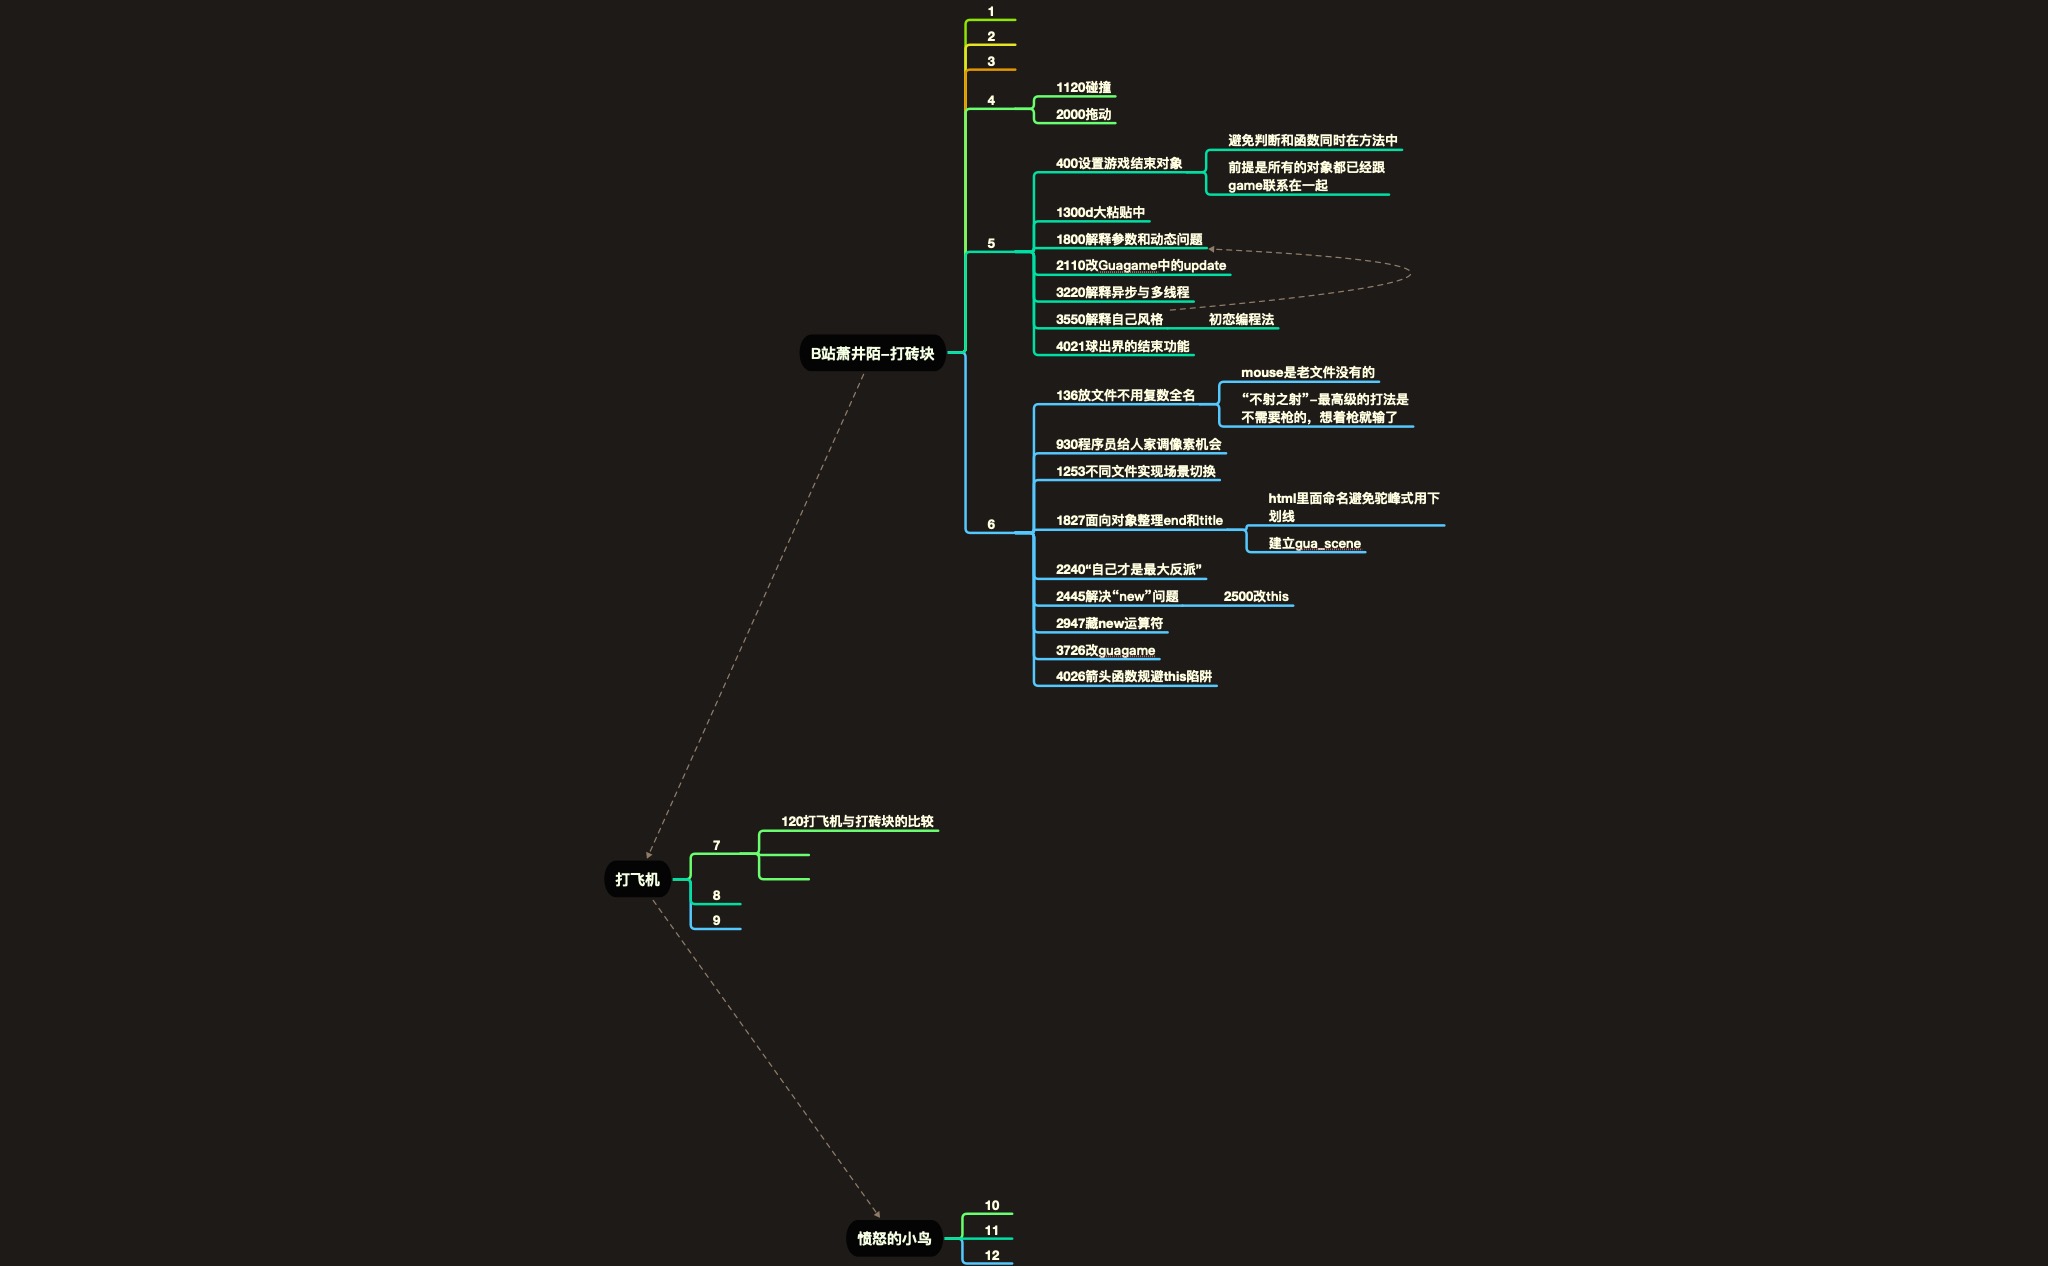 1
2
3
4
1120碰撞
2000拖动
5
400设置游戏结束对象
避免判断和函数同时在方法中
前提是所有的对象都已经跟
game联系在一起
1300d大粘贴中
1800解释参数和动态问题
2110改Guagame中的update
3220解释异步与多线程
3550解释自己风格
初恋编程法
4021球出界的结束功能
B站萧井陌–打砖块
6
136放文件不用复数全名
mouse是老文件没有的
“不射之射”–最高级的打法是
不需要枪的，想着枪就输了
930程序员给人家调像素机会
1253不同文件实现场景切换
1827面向对象整理end和title
html里面命名避免驼峰式用下
划线
建立gua_scene
2240“自己才是最大反派”
2445解决“new”问题
2500改this
2947藏new运算符
3726改guagame
4026箭头函数规避this陷阱
打飞机
7
120打飞机与打砖块的比较
8
9
愤怒的小鸟
10
11
12